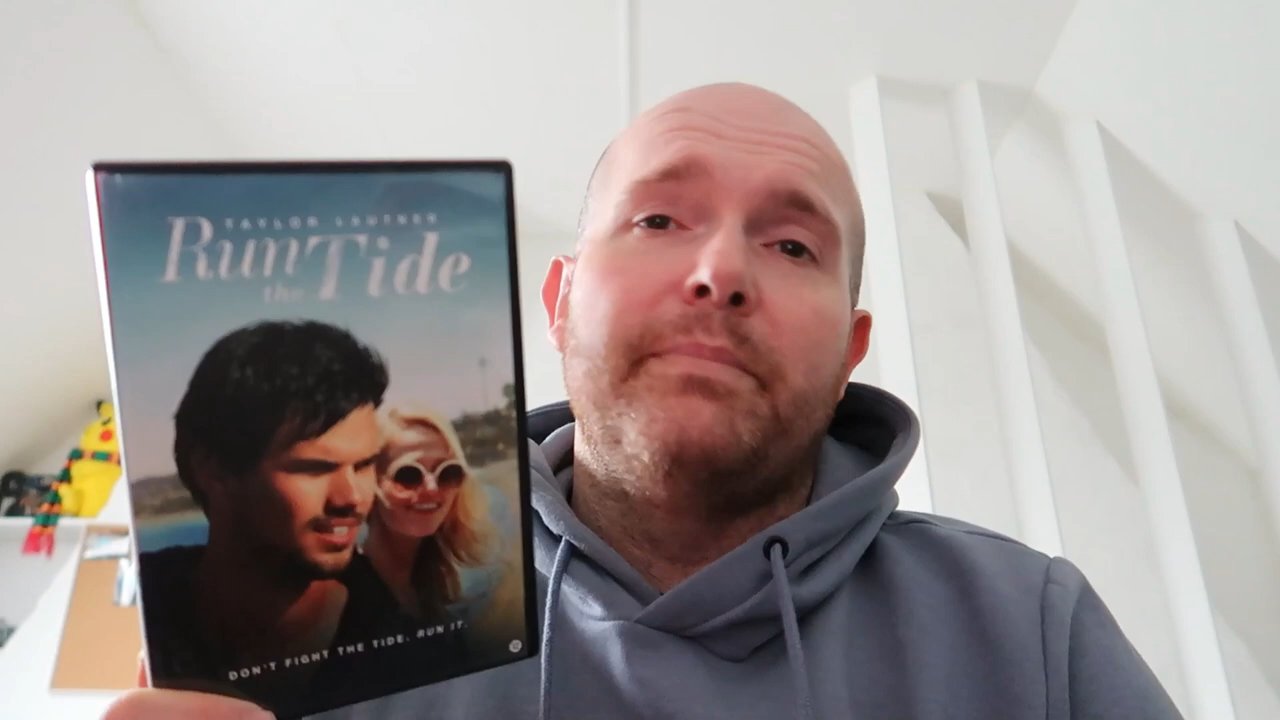 TAYLOR LAUTNER
Run
the Tide
DON'T FIGHT THE TIDE. RUN IT.